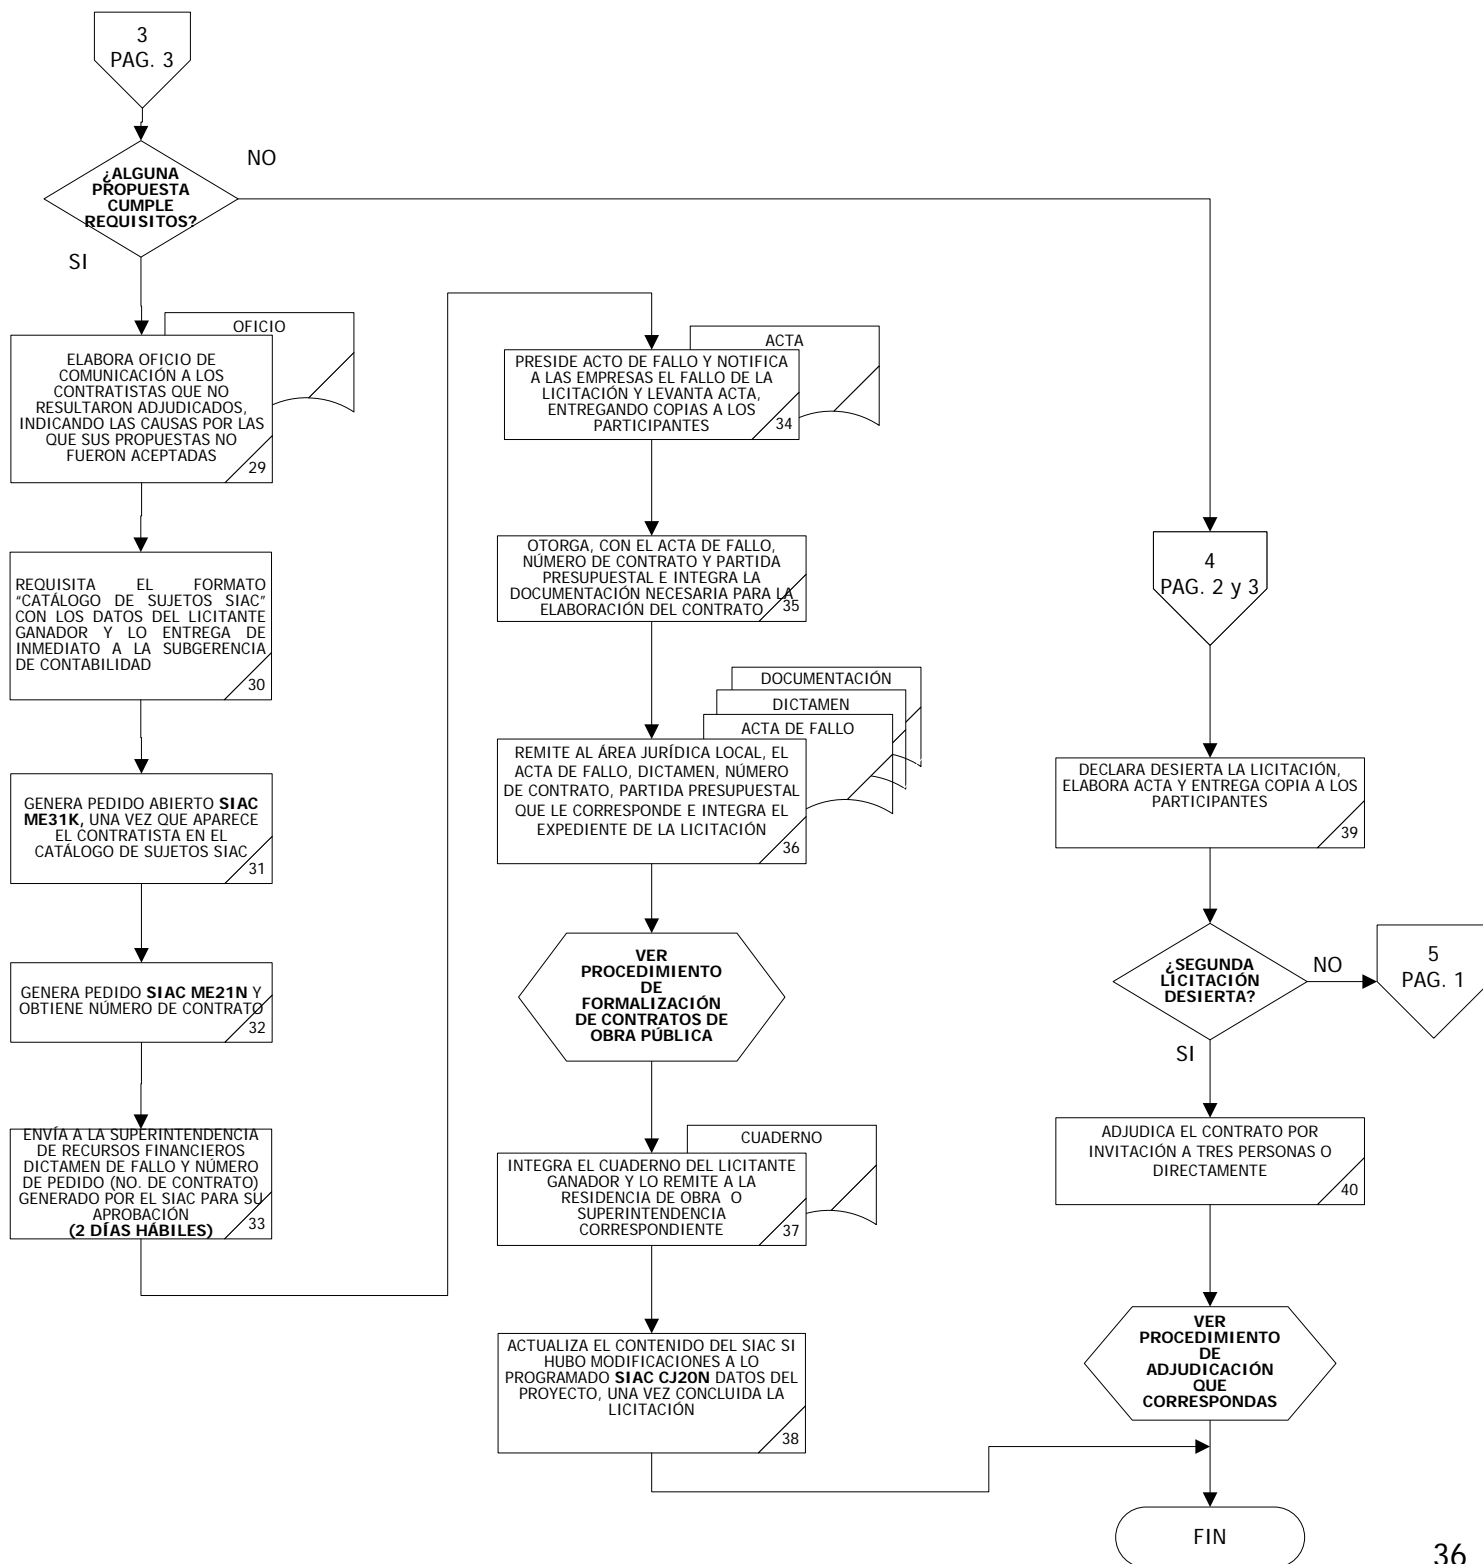 3
PAG. 3
¿ALGUNA
PROPUESTA
CUMPLE
REQUISITOS?
NO
SI
OFICIO
ELABORA OFICIO DE
COMUNICACIÓN A LOS
CONTRATISTAS QUE NO
RESULTARON ADJUDICADOS,
INDICANDO LAS CAUSAS POR LAS
QUE SUS PROPUESTAS NO
FUERON ACEPTADAS
29
REQUISITA EL FORMATO
"CATÁLOGO DE SUJETOS SIAC"
CON LOS DATOS DEL LICITANTE
GANADOR Y LO ENTREGA DE
INMEDIATO A LA SUBGERENCIA
DE CONTABILIDAD
30
GENERA PEDIDO ABIERTO SIAC
ME31K, UNA VEZ QUE APARECE
EL CONTRATISTA EN EL
CATÁLOGO DE SUJETOS SIAC
31
GENERA PEDIDO SIAC ME21N Y
OBTIENE NÚMERO DE CONTRATO
32
ENVÍA A LA SUPERINTENDENCIA
DE RECURSOS FINANCIEROS
DICTAMEN DE FALLO Y NÚMERO
DE PEDIDO (NO. DE CONTRATO)
GENERADO POR EL SIAC PARA SU
APROBACIÓN
(2 DÍAS HÁBILES)
33
ACTA
PRESIDE ACTO DE FALLO Y NOTIFICA
A LAS EMPRESAS EL FALLO DE LA
LICITACIÓN Y LEVANTA ACTA,
ENTREGANDO COPIAS A LOS
PARTICIPANTES
34
OTORGA, CON EL ACTA DE FALLO,
NÚMERO DE CONTRATO Y PARTIDA
PRESUPUESTAL E INTEGRA LA
DOCUMENTACIÓN NECESARIA PARA LA
ELABORACIÓN DEL CONTRATO
35
DOCUMENTACIÓN
DICTAMEN
ACTA DE FALLO
REMITE AL ÁREA JURÍDICA LOCAL, EL
ACTA DE FALLO, DICTAMEN, NÚMERO
DE CONTRATO, PARTIDA PRESUPUESTAL
QUE LE CORRESPONDE E INTEGRA EL
EXPEDIENTE DE LA LICITACIÓN
36
VER
PROCEDIMIENTO
DE
FORMALIZACIÓN
DE CONTRATOS DE
OBRA PÚBLICA
CUADERNO
INTEGRA EL CUADERNO DEL LICITANTE
GANADOR Y LO REMITE A LA
RESIDENCIA DE OBRA O
SUPERINTENDENCIA
CORRESPONDIENTE
37
ACTUALIZA EL CONTENIDO DEL SIAC SI
HUBO MODIFICACIONES A LO
PROGRAMADO SIAC CJ20N DATOS DEL
PROYECTO, UNA VEZ CONCLUIDA LA
LICITACIÓN
38
4
PAG. 2 y 3
DECLARA DESIERTA LA LICITACIÓN,
ELABORA ACTA Y ENTREGA COPIA A LOS
PARTICIPANTES
39
¿SEGUNDA
LICITACIÓN
DESIERTA?
NO
5
PAG. 1
SI
ADJUDICA EL CONTRATO POR
INVITACIÓN A TRES PERSONAS O
DIRECTAMENTE
40
VER
PROCEDIMIENTO
DE
ADJUDICACIÓN
QUE
CORRESPONDAS
FIN
36